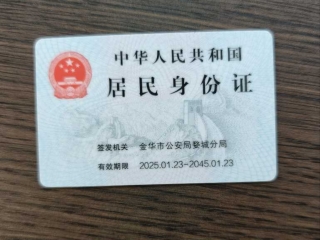 中华人民共和国
居民身份证
签发机关 金华市公安局婺城分局
有效期限 2025.01.23-2045.01.23